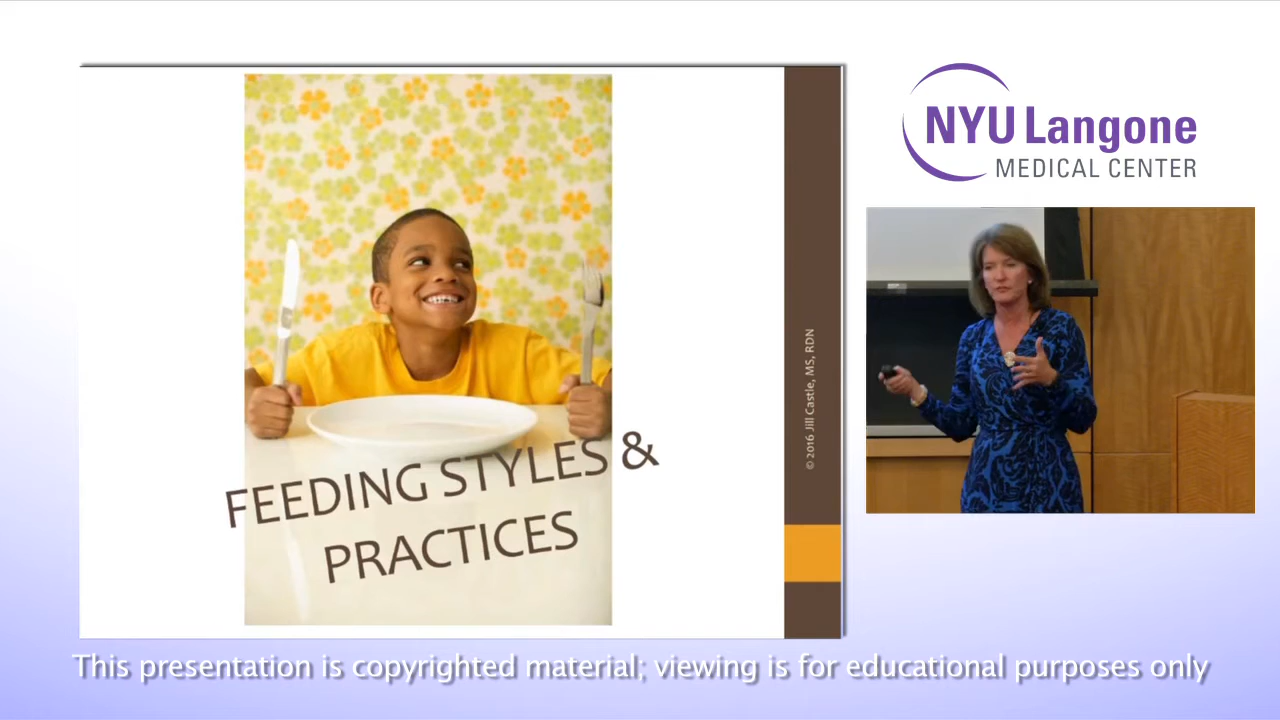 FEEDING STYLES &
PRACTICES
© 2016 Jill Castle, MS, RDN
NYU Langone
MEDICAL CENTER
This presentation is copyrighted material; viewing is for educational purposes only